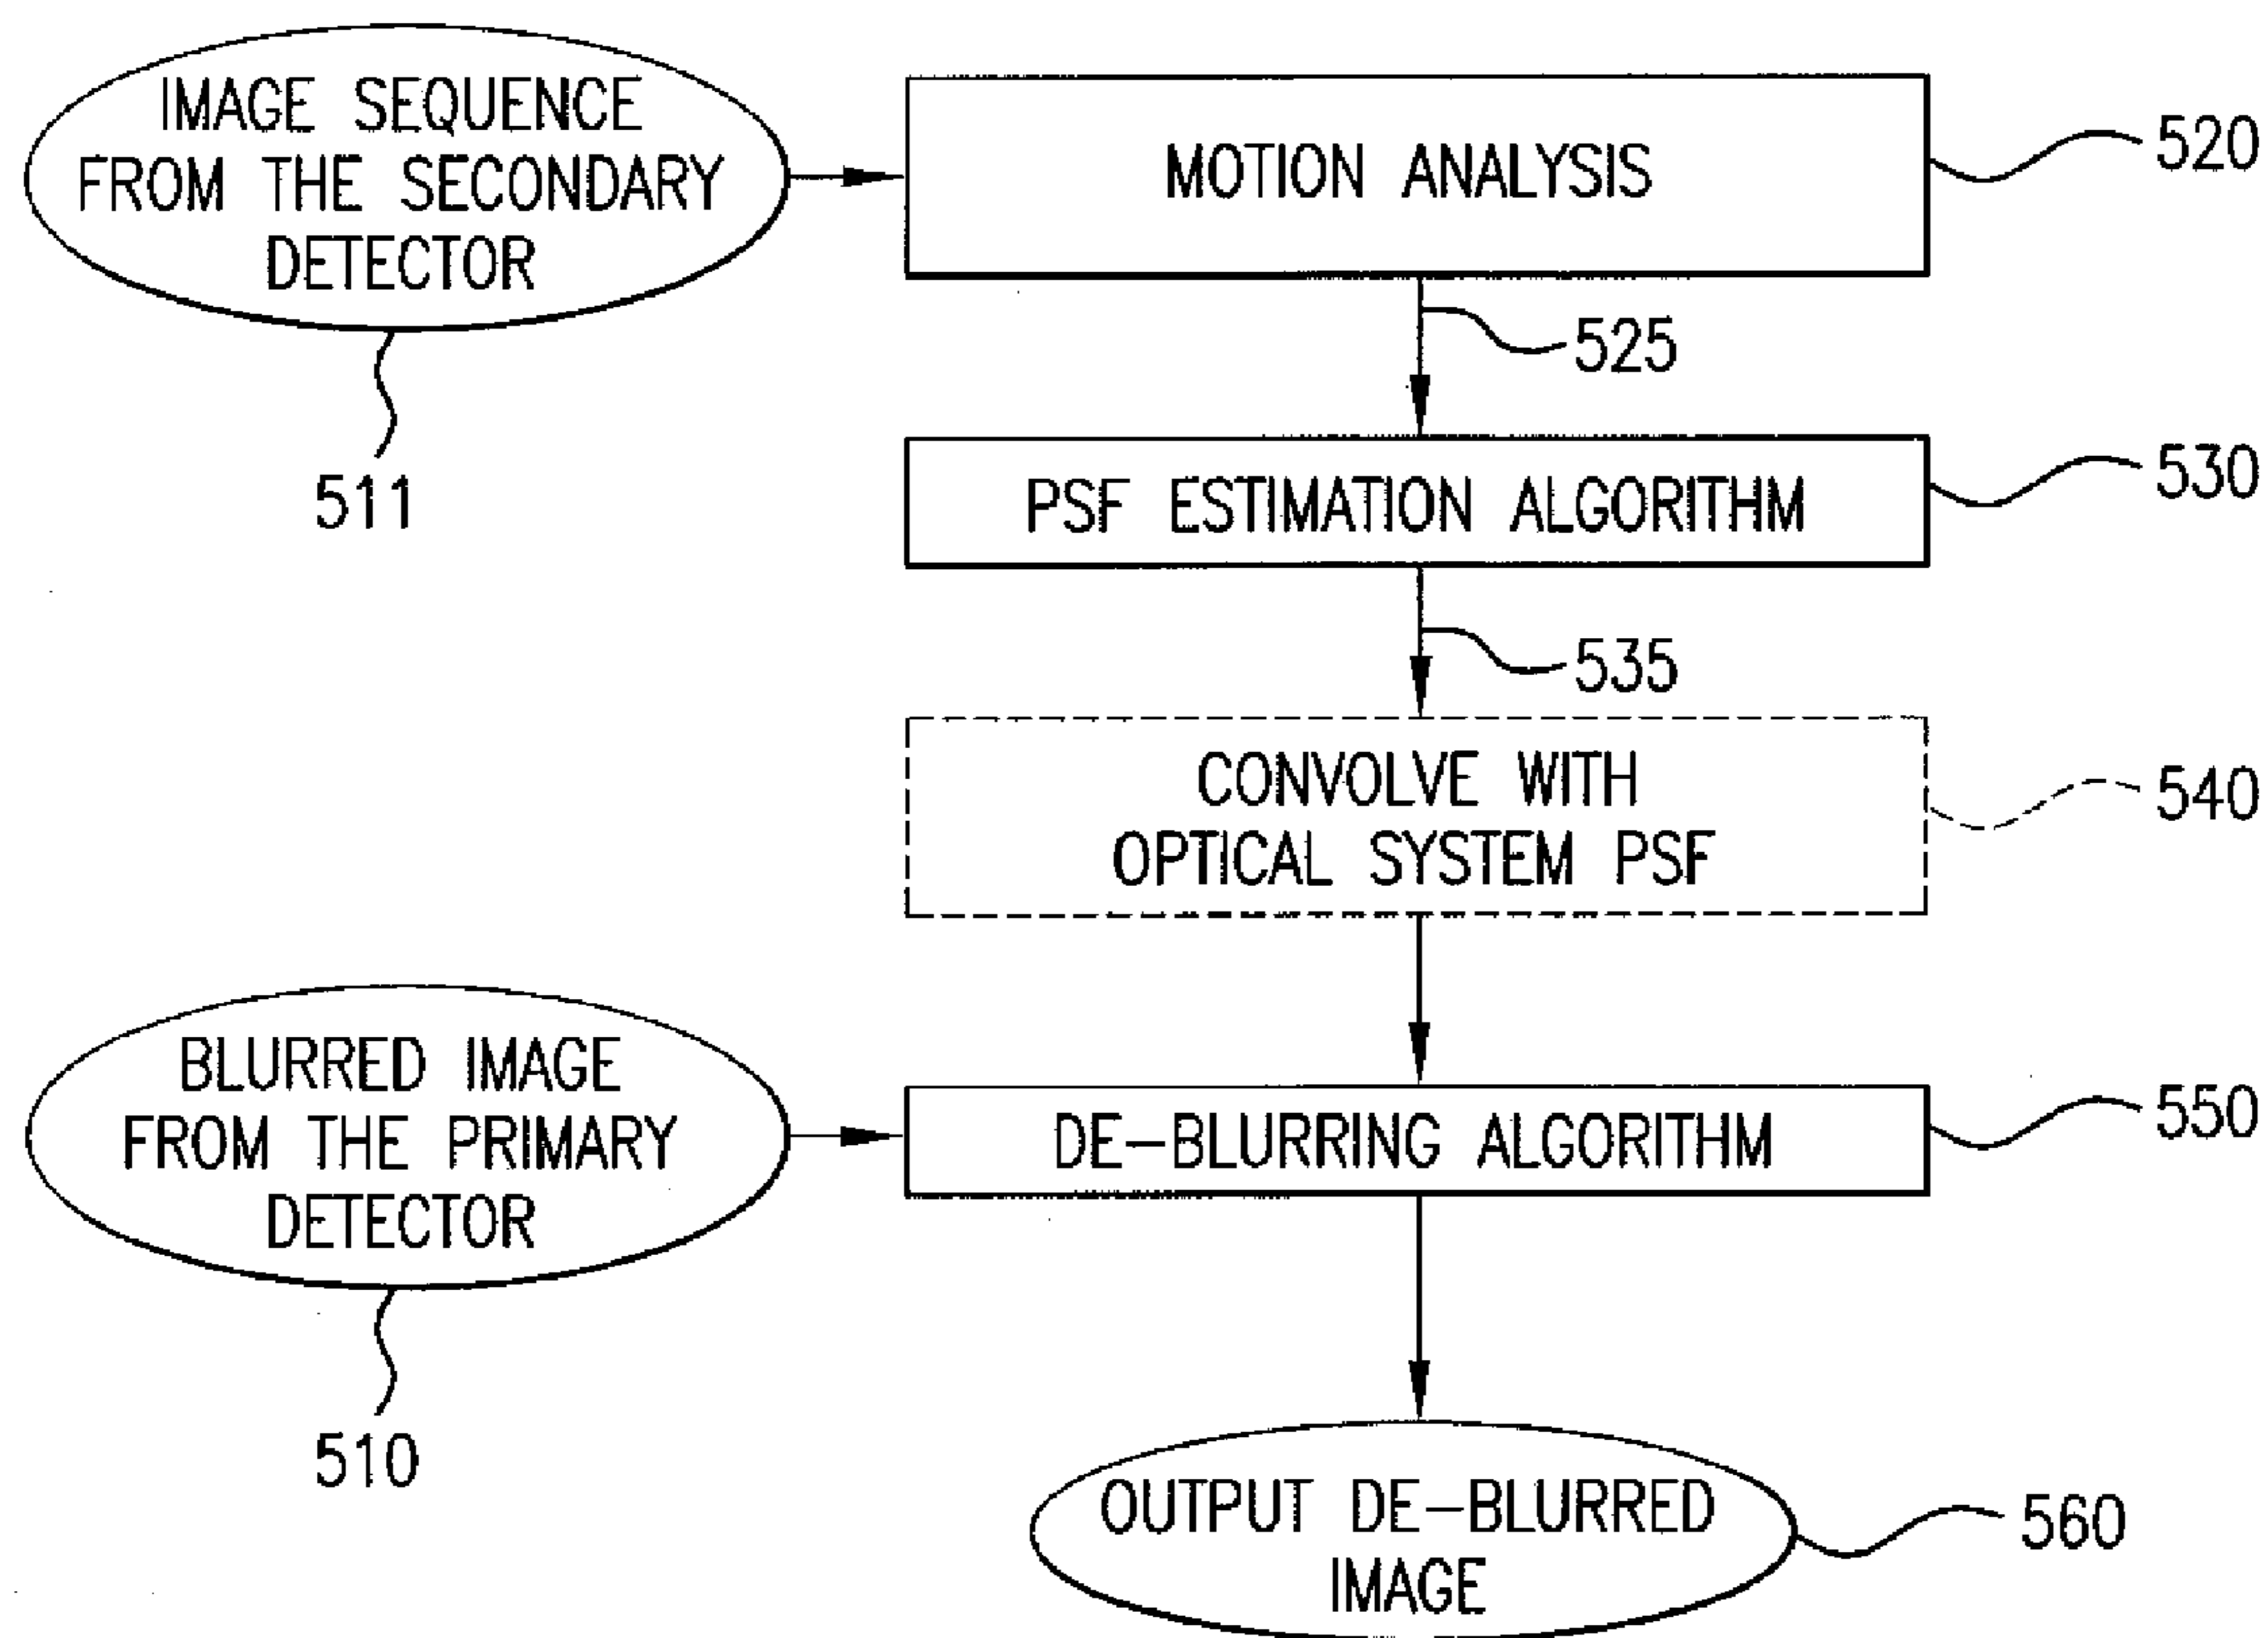 IMAGE SEQUENCE
FROM THE SECONDARY
DETECTOR
511
MOTION ANALYSIS
520
525
PSF ESTIMATION ALGORITHM
530
535
CONVOLVE WITH
OPTICAL SYSTEM PSF
540
BLURRED IMAGE
FROM THE PRIMARY
DETECTOR
510
DE-BLURRING ALGORITHM
550
OUTPUT DE-BLURRED
IMAGE
560